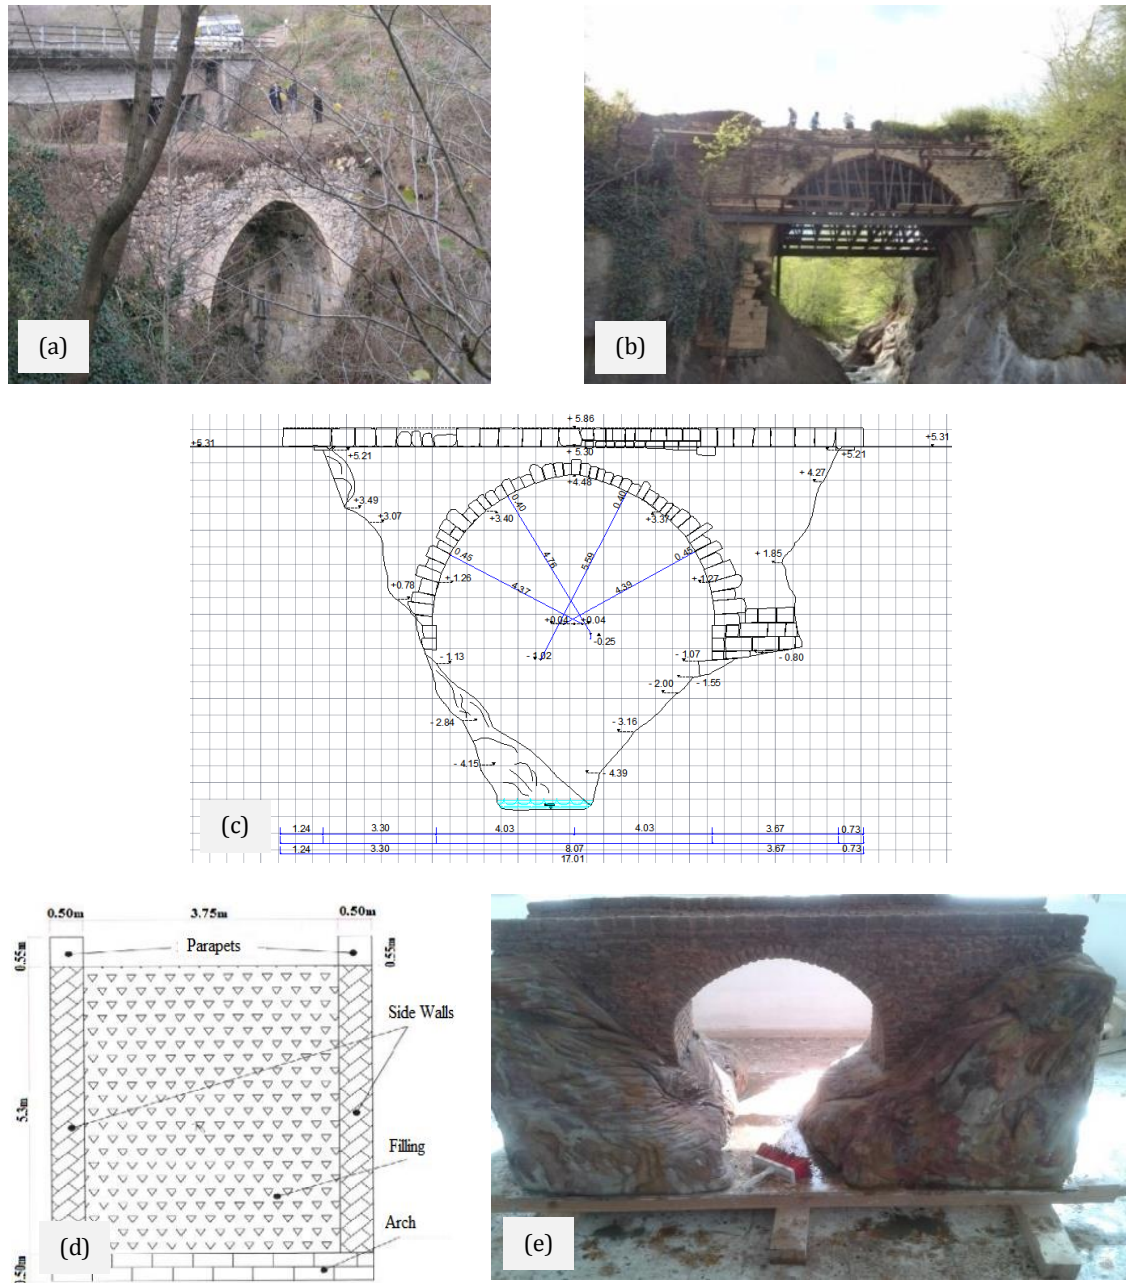 (a)
(b)
+ 5.86
+5.31
+5.31
+5.30
+5.21
+5.21
+4.48
+ 4.27
+3.49
+3.40
+3.37
+3.07
0.40
0.40
0.45
4.76
5.59
0.45
+ 1.85
+ 1.26
+1.27
4.37
4.39
+0.78
+0.04
+0.04
-0.25
- 1.02
- 1.13
- 1.07
- 0.80
- 1.55
- 2.00
- 2.84
- 3.16
- 4.15
- 4.39
(c)
1.24 3.30 4.03 4.03 3.67 0.73
1.24 3.30 8.07 3.67 0.73
17.01
0.50m 3.75m 0.50m
Parapets
0.55m
0.55m
Side Walls
5.3m
Filling
Arch
0.50m
(d)
(e)